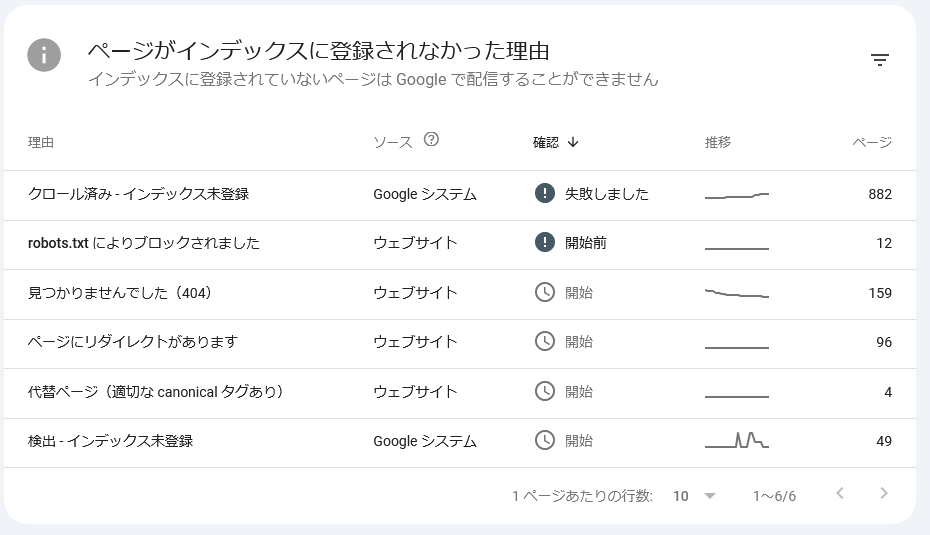 ページがインデックスに登録されなかった理由
インデックスに登録されていないページは Google で配信することができません
理由 ソース 確認 推移 ページ
クロール済み - インデックス未登録 Google システム 失敗しました 882
robots.txt によりブロックされました ウェブサイト 開始前 12
見つかりませんでした（404） ウェブサイト 開始 159
ページにリダイレクトがあります ウェブサイト 開始 96
代替ページ（適切な canonical タグあり） ウェブサイト 開始 4
検出 - インデックス未登録 Google システム 開始 49
1 ページあたりの行数: 10 1～6/6